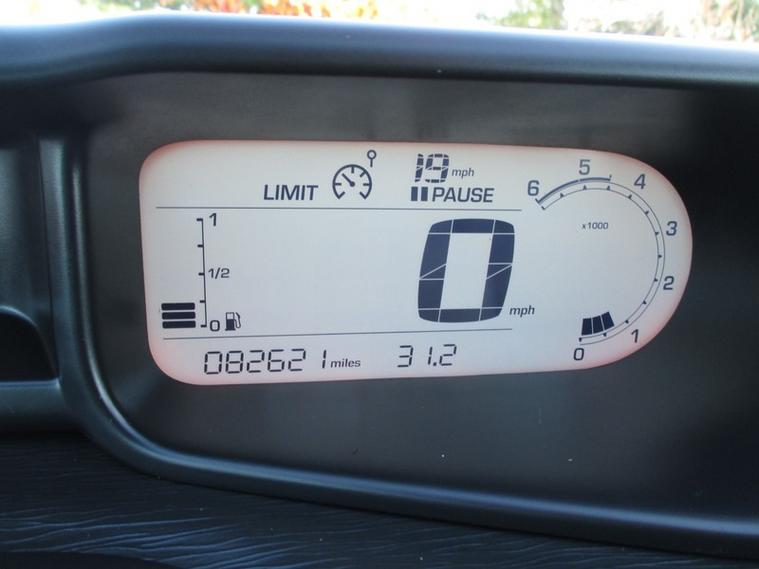 LIMIT 19 mph
PAUSE
1
1/2
0
0 mph
6 5 4 3 2 1 0
x1000
082621 miles 31.2